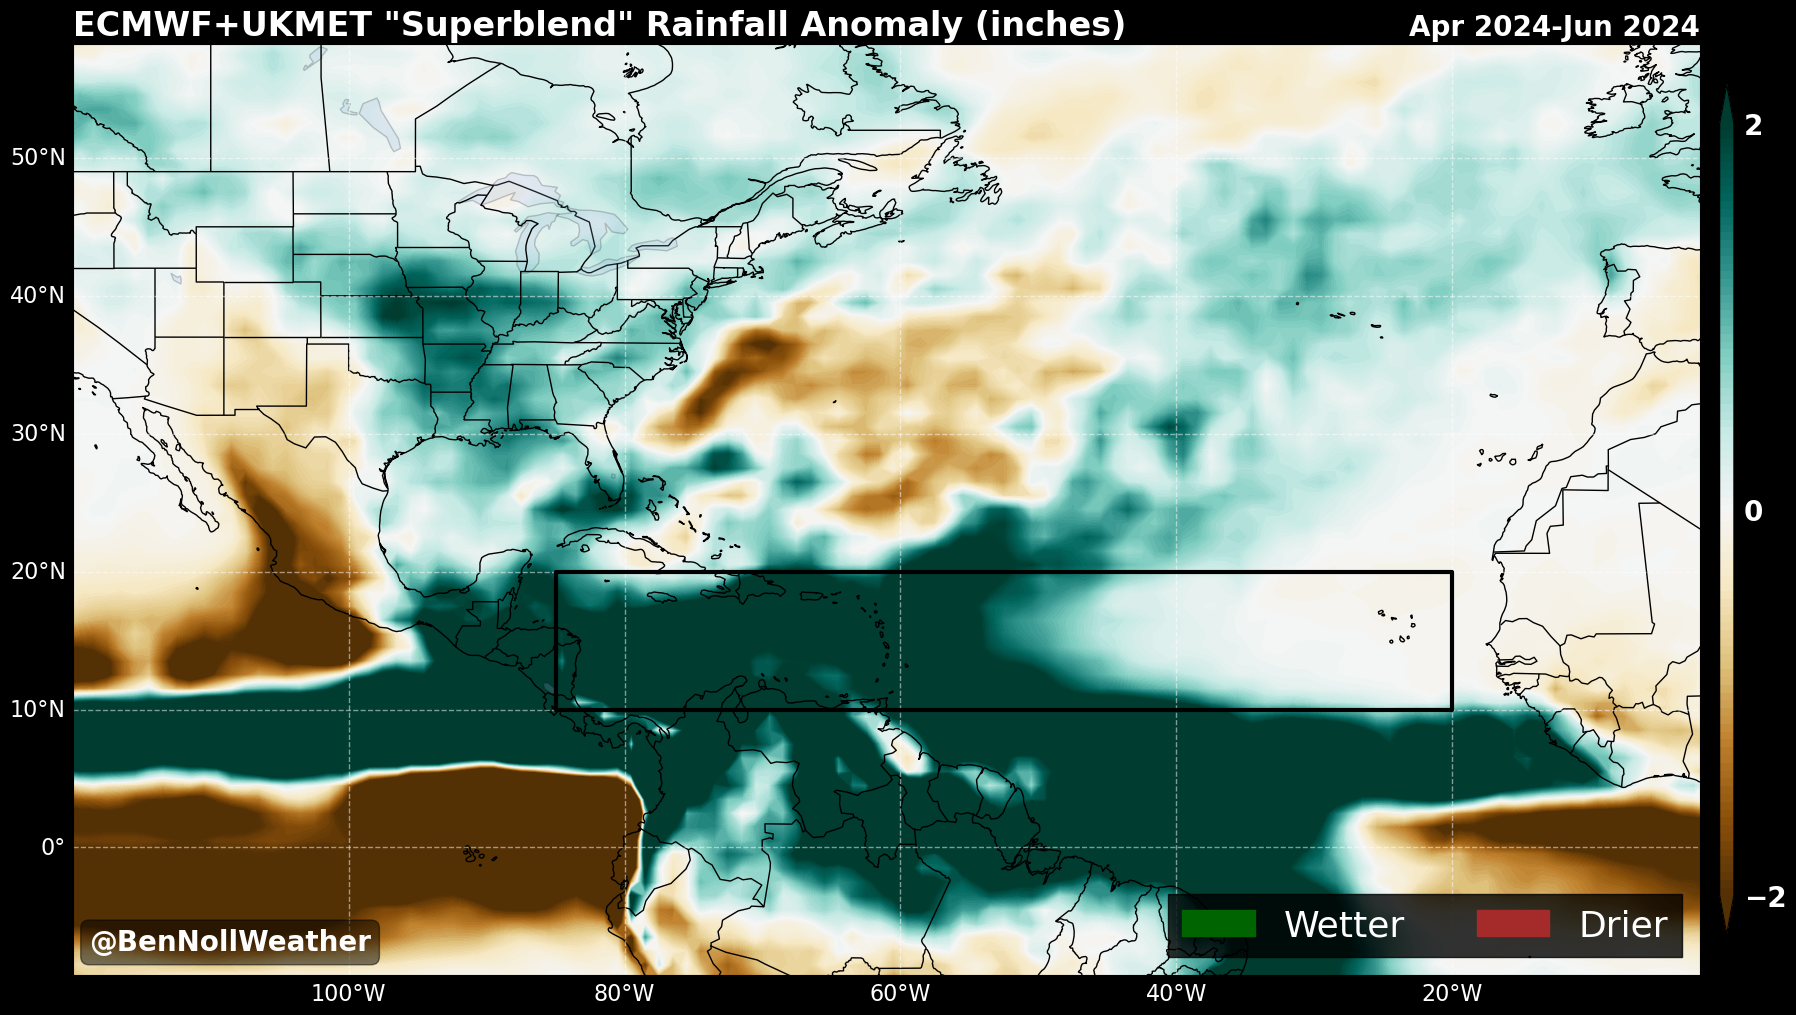 ECMWF+UKMET "Superblend" Rainfall Anomaly (inches)
Apr 2024-Jun 2024
50°N
40°N
30°N
20°N
10°N
0°
100°W
80°W
60°W
40°W
20°W
2
0
−2
@BenNollWeather
Wetter
Drier